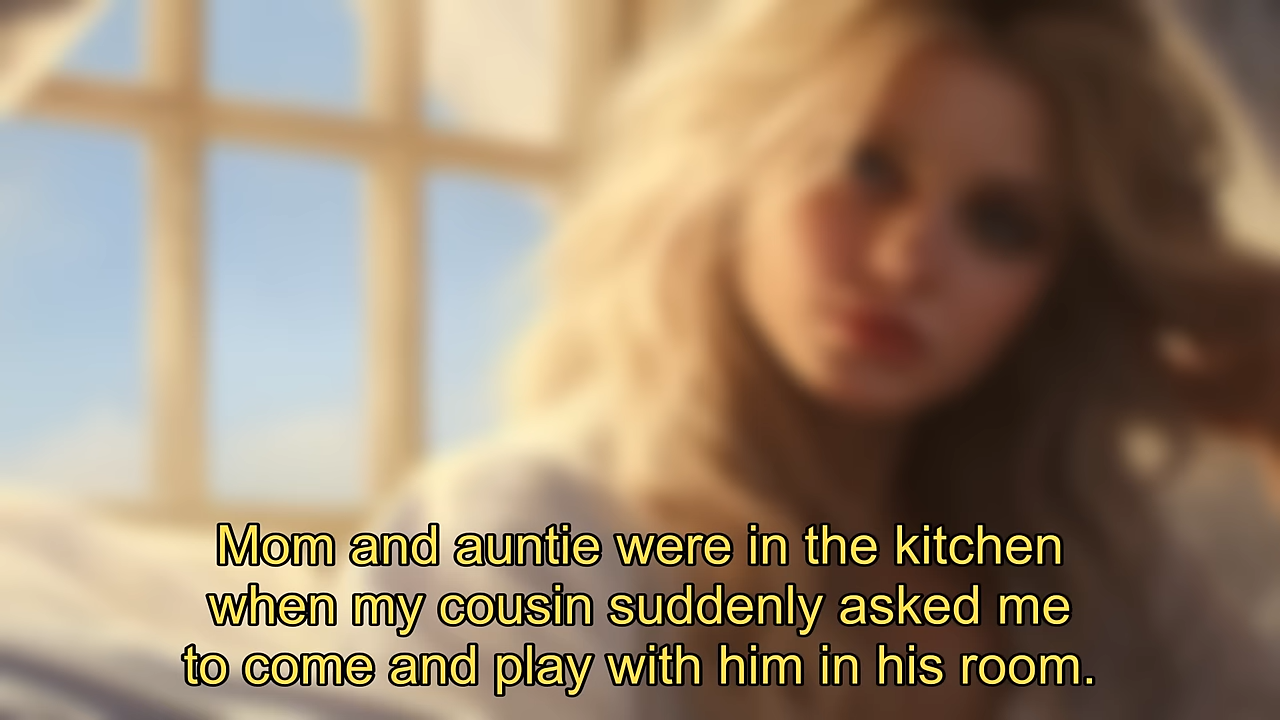 Mom and auntie were in the kitchen
when my cousin suddenly asked me
to come and play with him in his room.